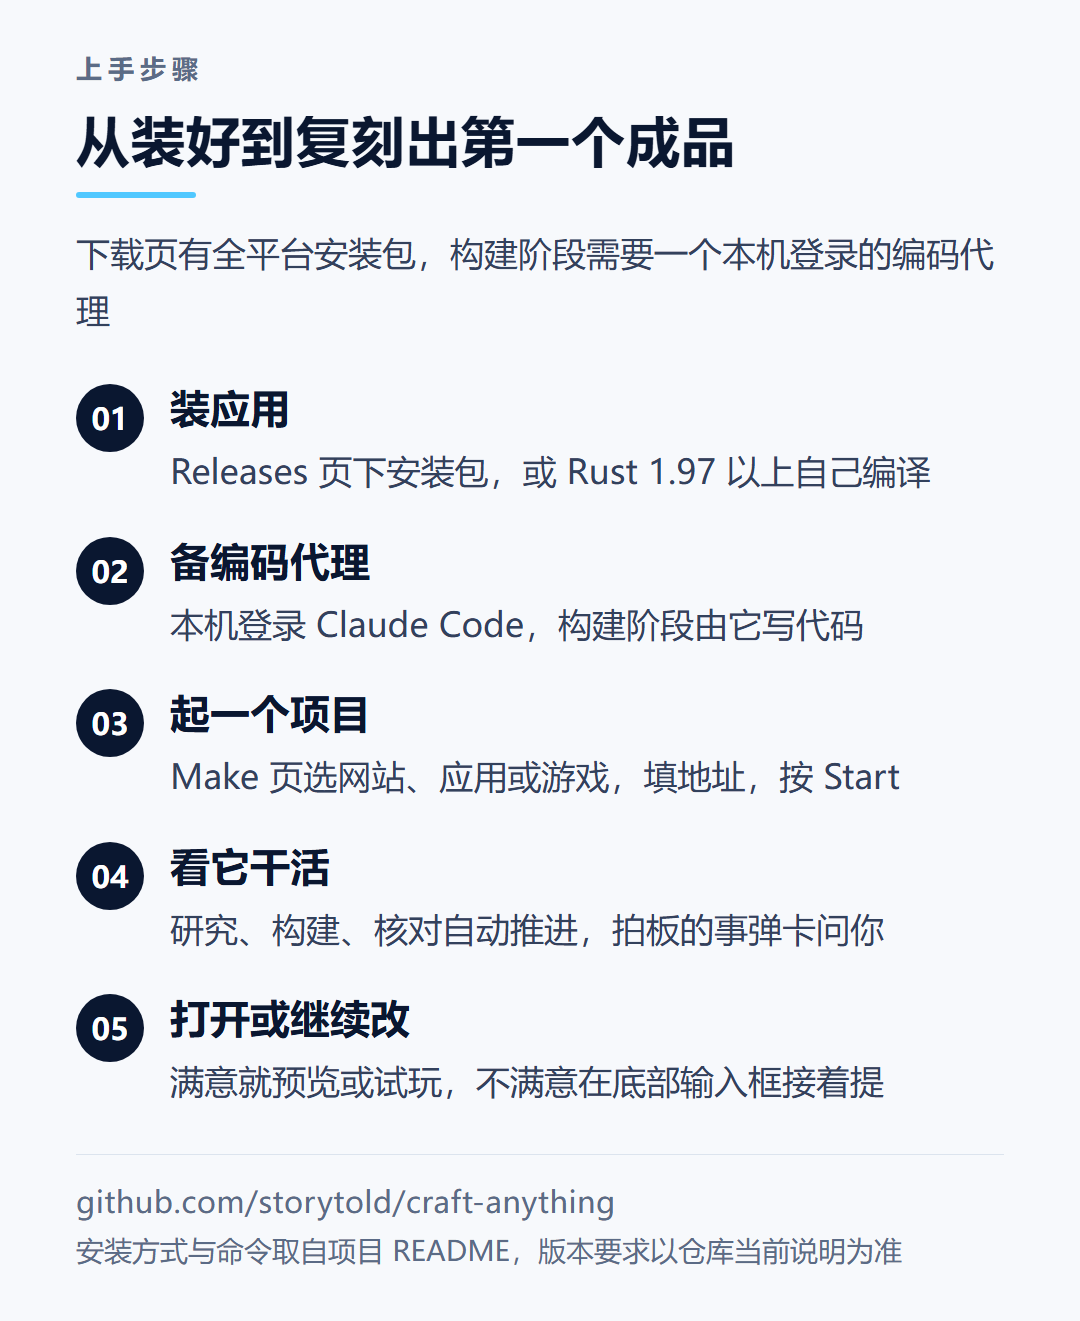 上手步骤
从装好到复刻出第一个成品
下载页有全平台安装包，构建阶段需要一个本机登录的编码代
理
01
装应用
Releases 页下安装包，或 Rust 1.97 以上自己编译
02
备编码代理
本机登录 Claude Code，构建阶段由它写代码
03
起一个项目
Make 页选网站、应用或游戏，填地址，按 Start
04
看它干活
研究、构建、核对自动推进，拍板的事弹卡问你
05
打开或继续改
满意就预览或试玩，不满意在底部输入框接着提
github.com/storytold/craft-anything
安装方式与命令取自项目 README，版本要求以仓库当前说明为准